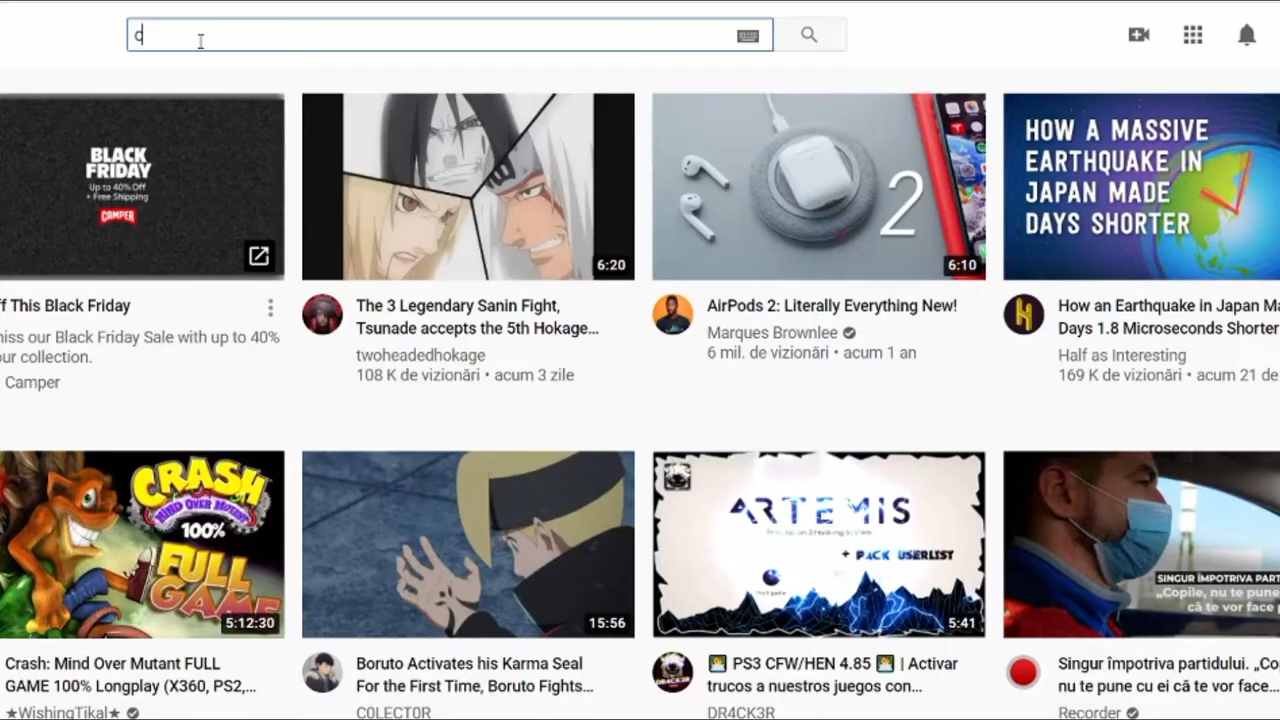 c
BLACK
FRIDAY
Up to 40% Off
+ Free Shipping
CAMPER
6:20
2
6:10
HOW A MASSIVE
EARTHQUAKE IN
JAPAN MADE
DAYS SHORTER
ff This Black Friday
The 3 Legendary Sanin Fight,
Tsunade accepts the 5th Hokage...
AirPods 2: Literally Everything New!
How an Earthquake in Japan Ma
Days 1.8 Microseconds Shorter
miss our Black Friday Sale with up to 40%
our collection.
Camper
twoheadedhokage
108 K de vizionări • acum 3 zile
Marques Brownlee
6 mil. de vizionări • acum 1 an
Half as Interesting
169 K de vizionări • acum 21 de
CRASH
MIND OVER MUTANT
100%
FULL
GAME
5:12:30
15:56
ARTEMIS
+ PACK USERLIST
5:41
SINGUR ÎMPOTRIVA PART
„Copile, nu te pune
că te vor face
Crash: Mind Over Mutant FULL
GAME 100% Longplay (X360, PS2,...
Boruto Activates his Karma Seal
For the First Time, Boruto Fights...
PS3 CFW/HEN 4.85 | Activar
trucos a nuestros juegos con...
Singur împotriva partidului. „Co
nu te pune cu ei că te vor face...
★WishingTikal★
C0LECT0R
DR4CK3R
Recorder